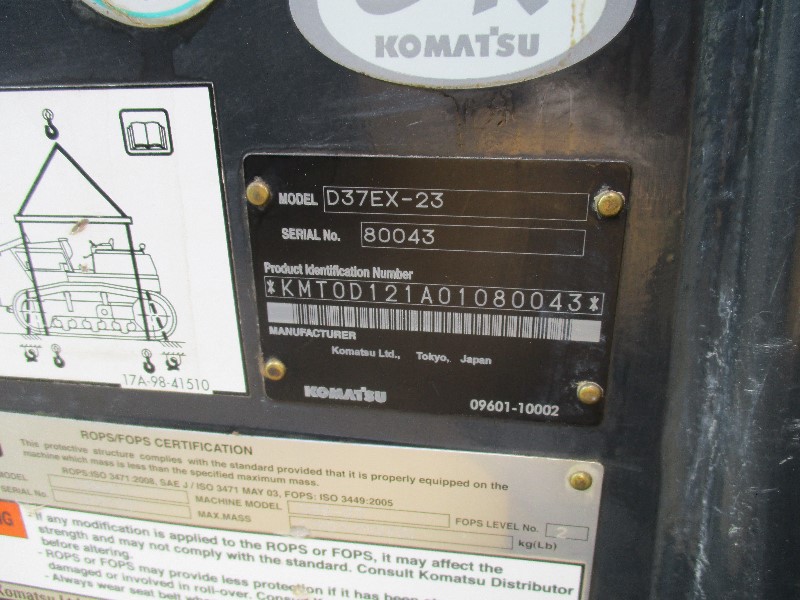 KOMATSU
MODEL D37EX-23
SERIAL No. 80043
Product Identification Number
*KMT0D121A01080043*
MANUFACTURER
Komatsu Ltd., Tokyo, Japan
KOMATSU
09601-10002
17A-98-41510
ROPS/FOPS CERTIFICATION
This protective structure complies with the standard provided that it is properly equipped on the
machine which mass is less than the specified maximum mass.
ROPS:ISO 3471:2008, SAE J / ISO 3471 MAY 03, FOPS: ISO 3449:2005
MODEL
SERIAL No. MACHINE MODEL
MAX.MASS FOPS LEVEL No. 2
kg(Lb)
If any modification is applied to the ROPS or FOPS, it may affect the
strength and may not comply with the standard. Consult Komatsu Distributor
before altering.
- ROPS or FOPS may provide less protection if it has been
damaged or involved in roll-over.
- Always wear seat belt
Komatsu